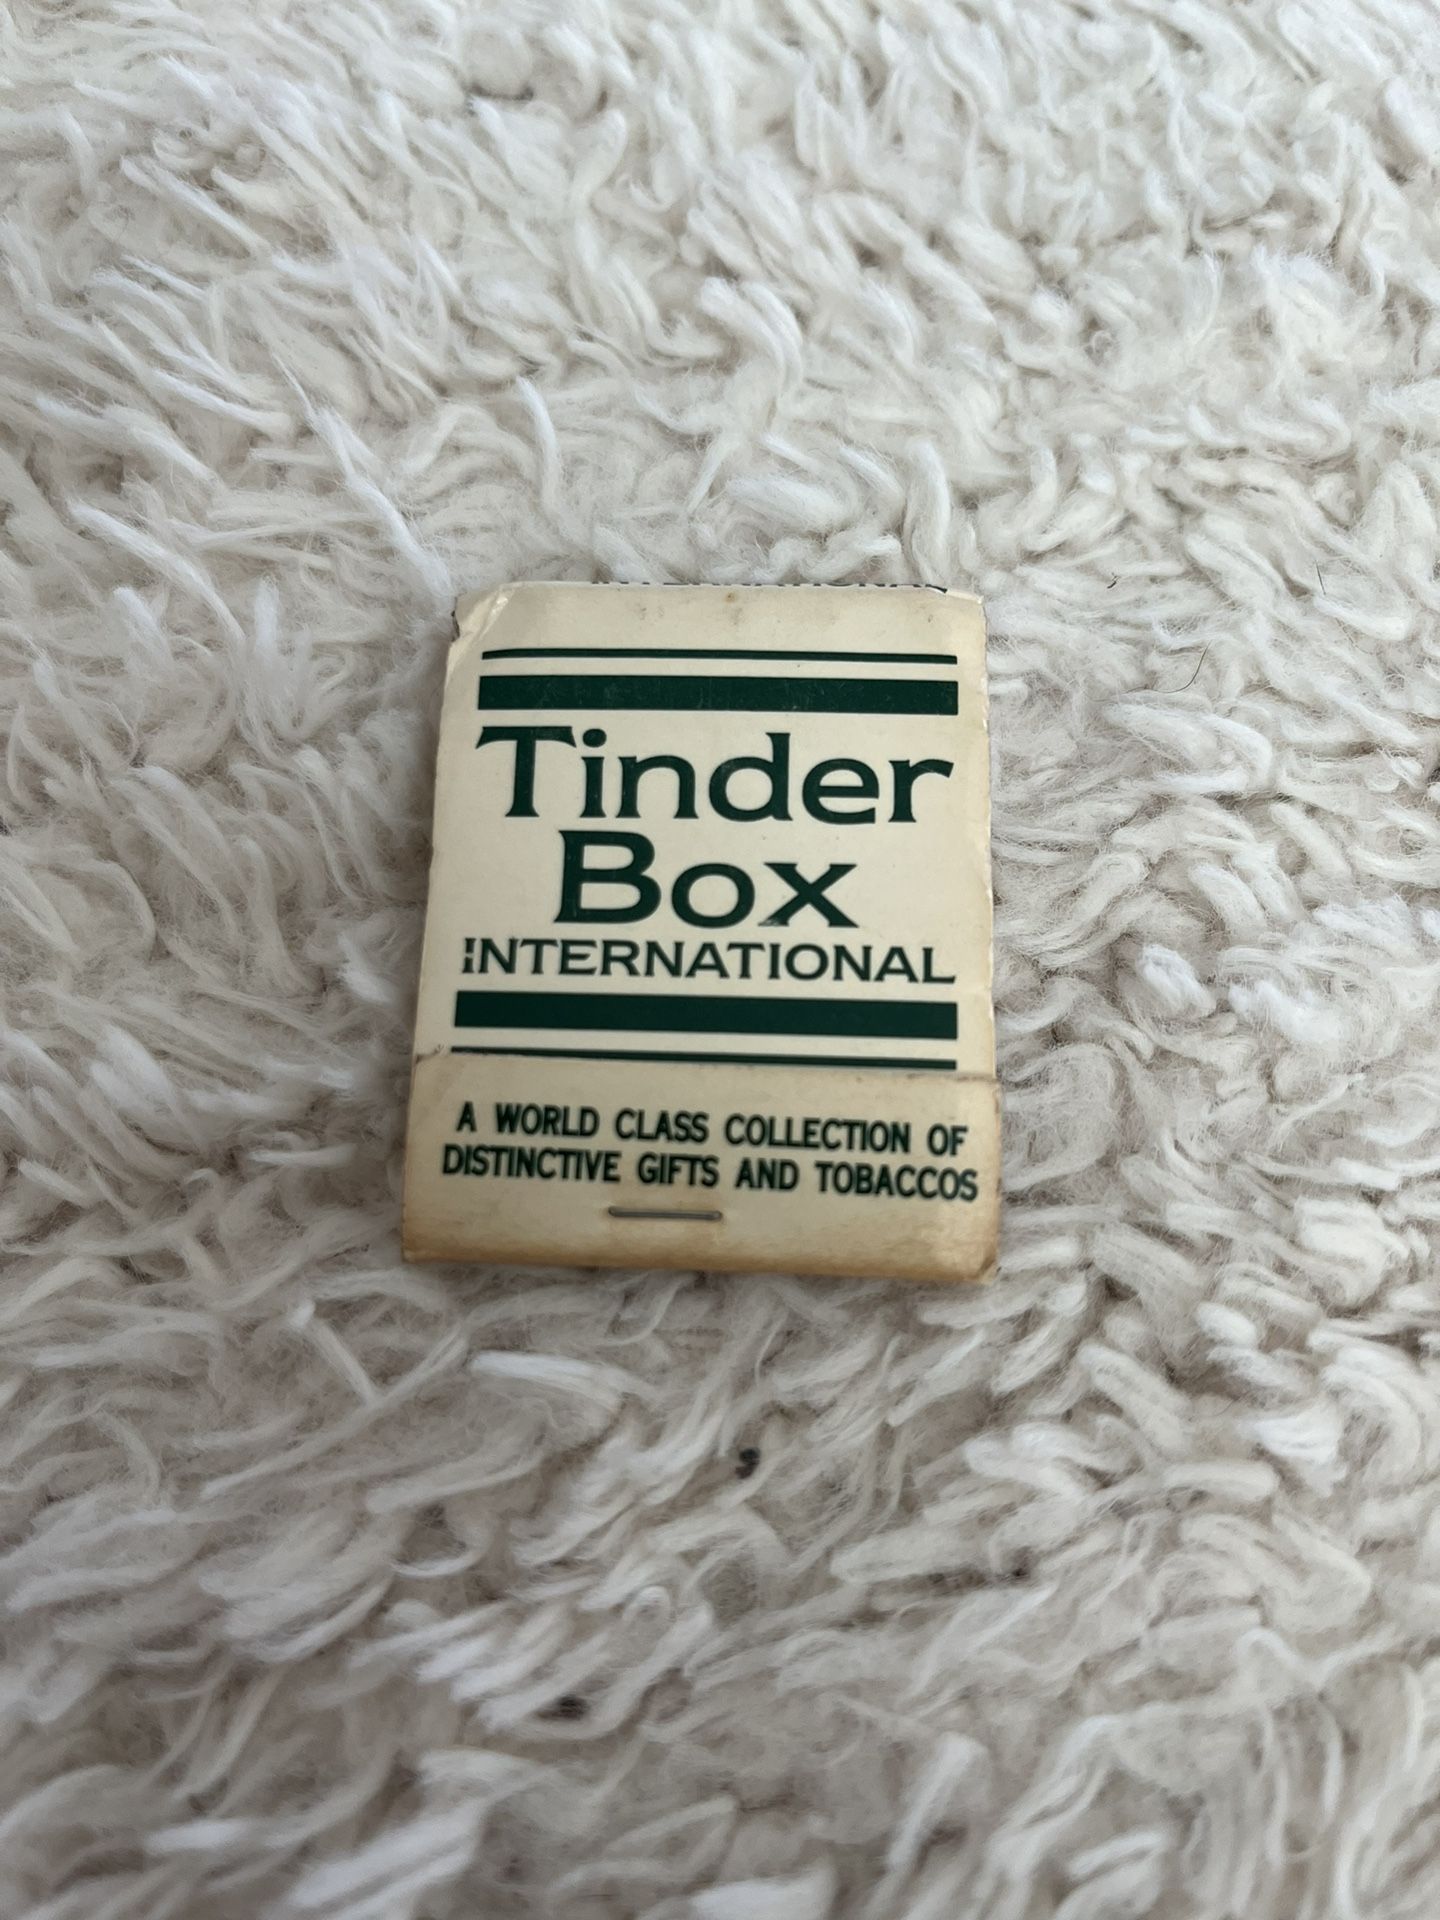 Tinder
Box
INTERNATIONAL
A WORLD CLASS COLLECTION OF
DISTINCTIVE GIFTS AND TOBACCOS